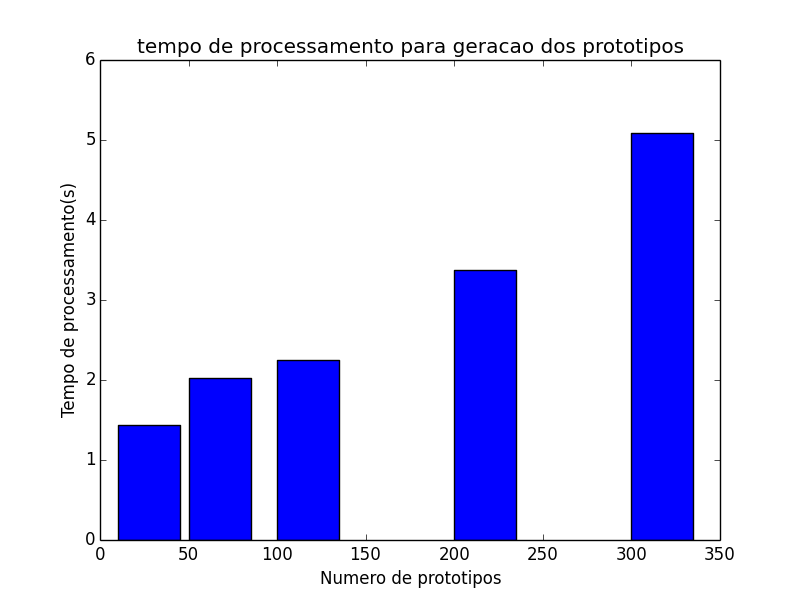 tempo de processamento para geracao dos prototipos
6
5
4
3
2
1
0
Tempo de processamento(s)
0 50 100 150 200 250 300 350
Numero de prototipos